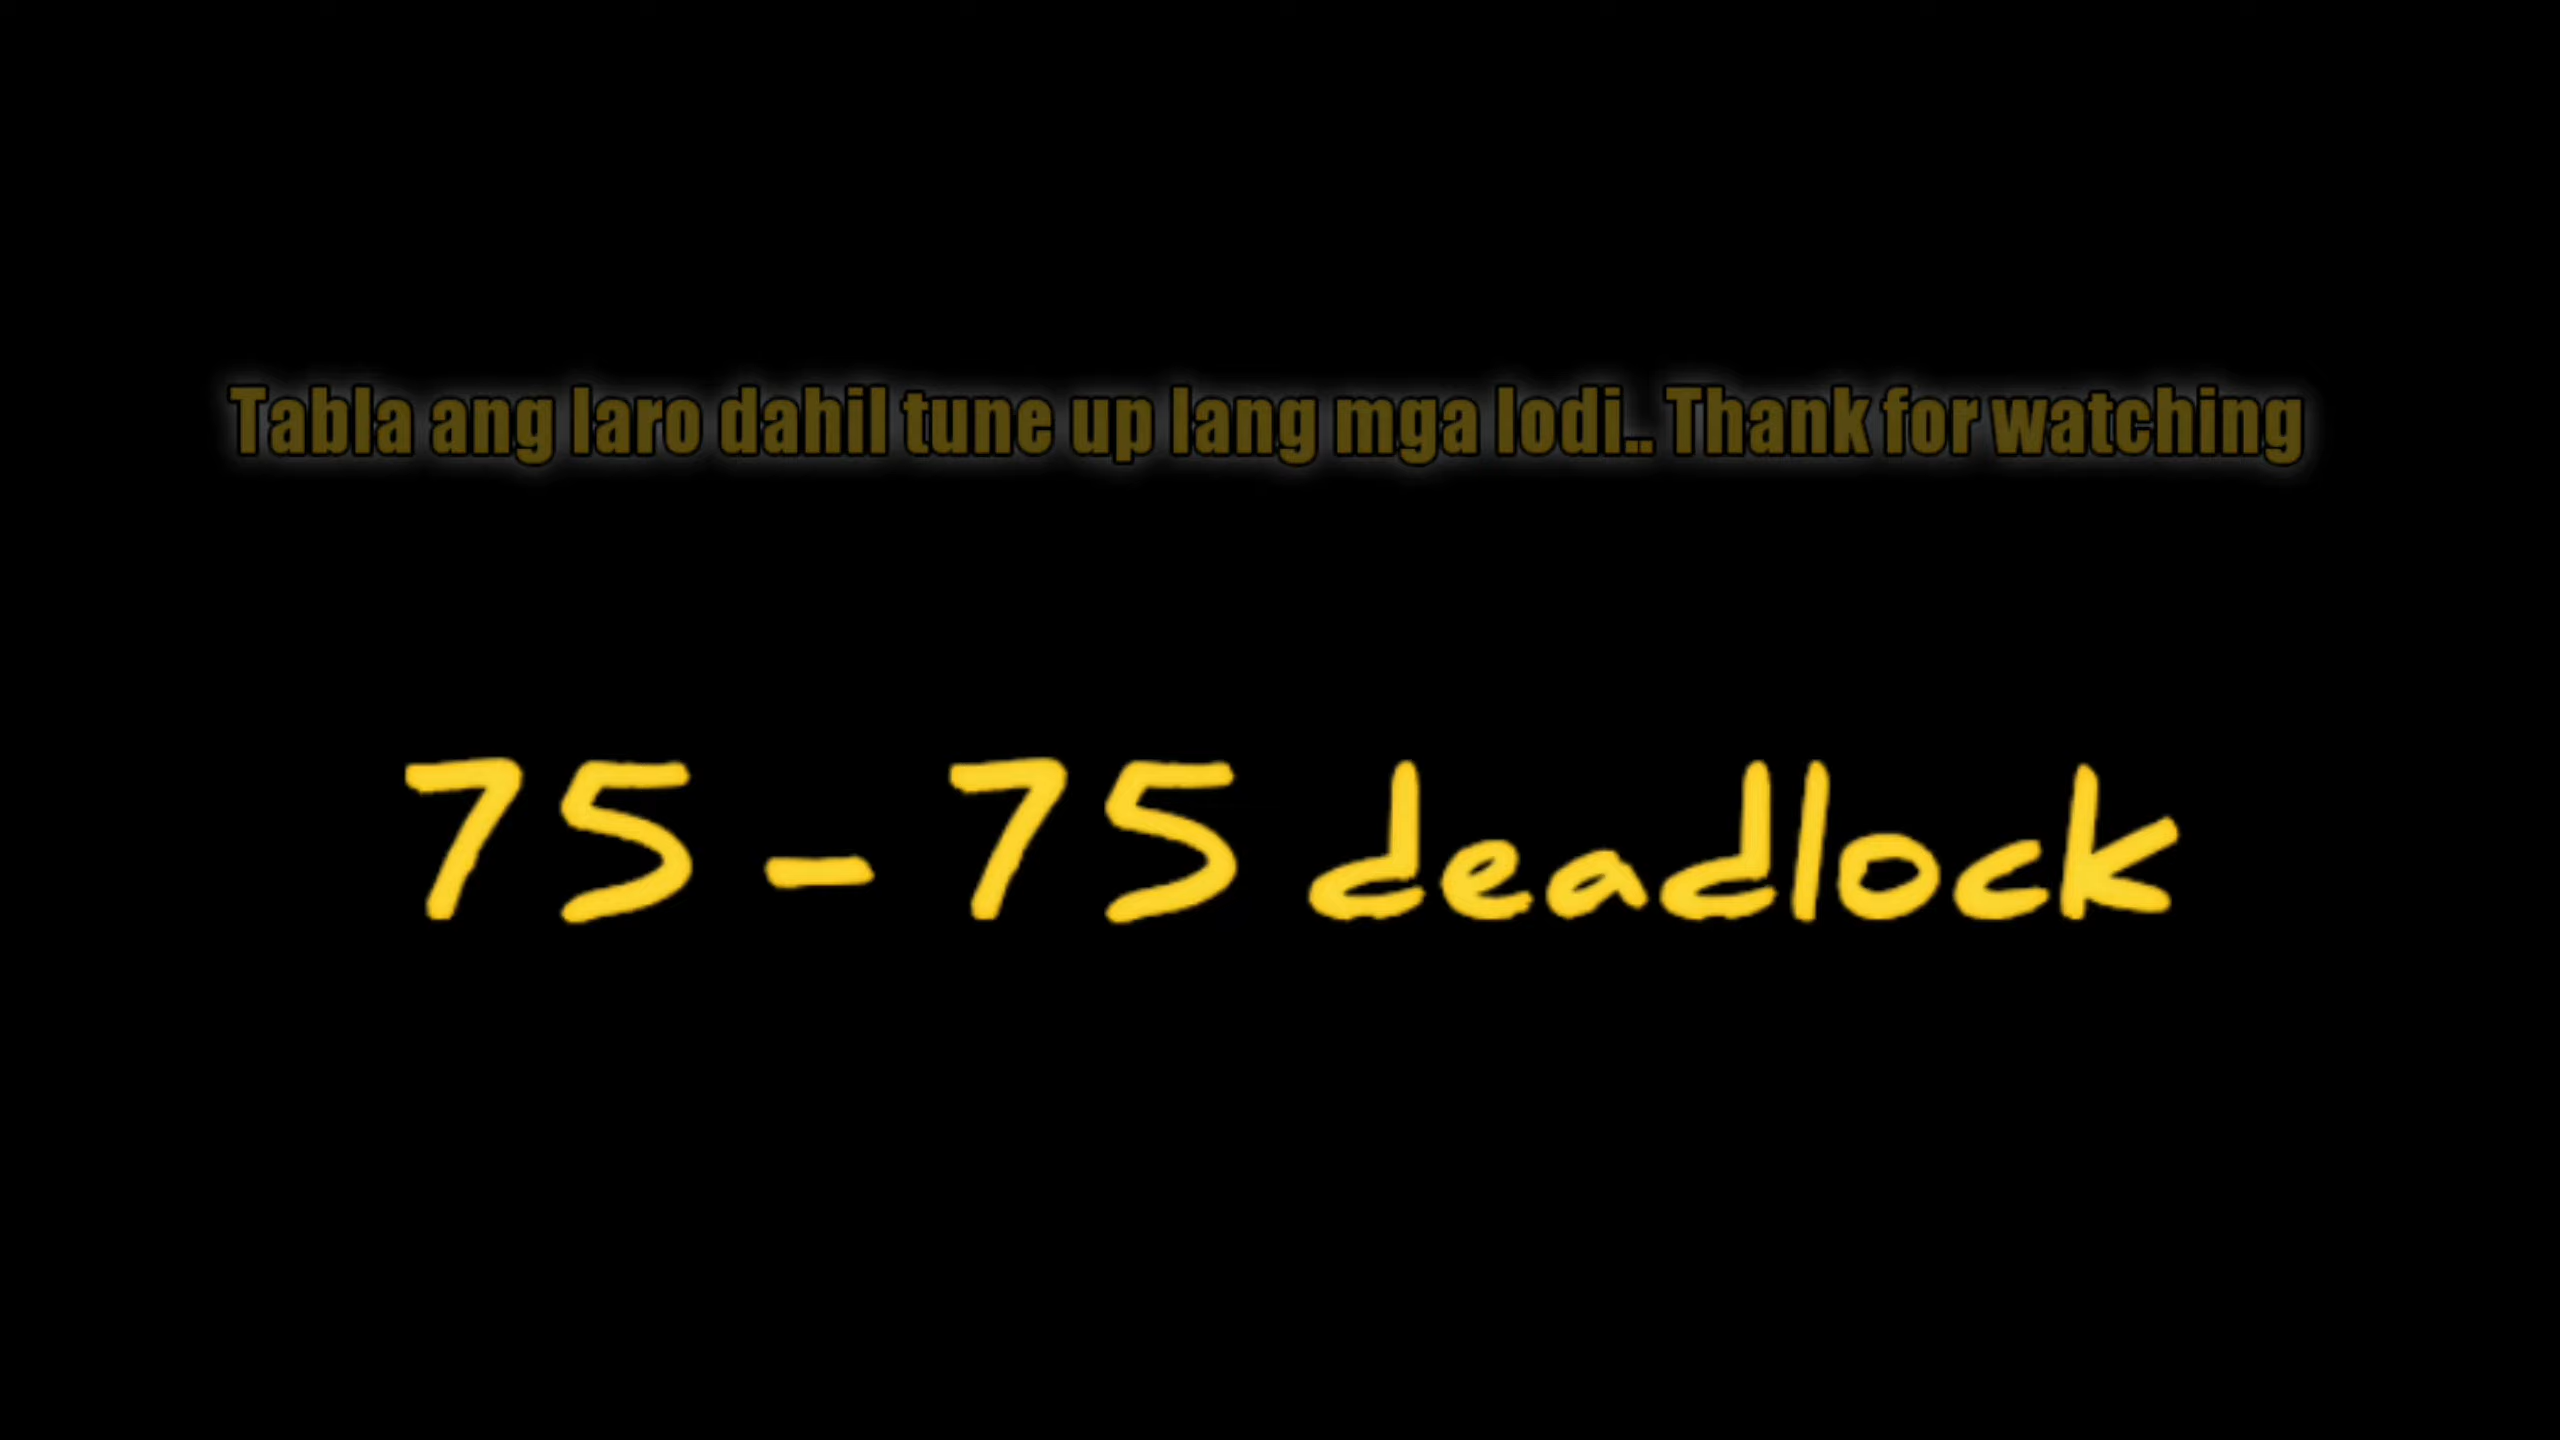 Tabla ang laro dahil tune up lang mga lodi.. Thank for watching
75 - 75 deadlock